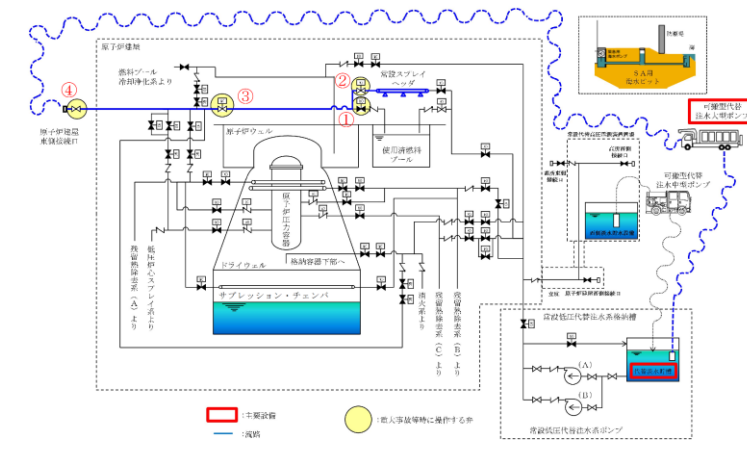 原子炉建屋
燃料プール
冷却浄化系より
常設スプレイ
ヘッダ
②
④
③
①
原子炉建屋
東側接続口
原子炉ウェル
使用済燃料
プール
原子炉圧力容器
格納容器下部へ
ドライウェル
サプレッション・チェンバ
残留熱除去系(A)より
低圧炉心スプレイ系より
消火系より
残留熱除去系(C)より
残留熱除去系(B)より
防潮堤
海
SA用
海水ピット
可搬型代替
注水大型ポンプ
可搬型代替
注水中型ポンプ
常設低圧代替注水系格納槽
(A)
(B)
代替淡水貯槽
常設低圧代替注水系ポンプ
:主要設備
:流路
:重大事故等時に操作する弁